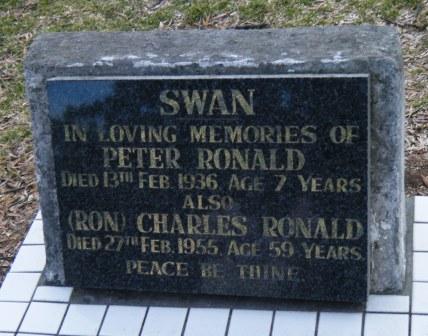 SWAN
IN LOVING MEMORIES OF
PETER RONALD
DIED 13TH FEB. 1936. AGE 7 YEARS
ALSO
(RON) CHARLES RONALD
DIED 27TH FEB. 1955. AGE 59 YEARS.
PEACE BE THINE.